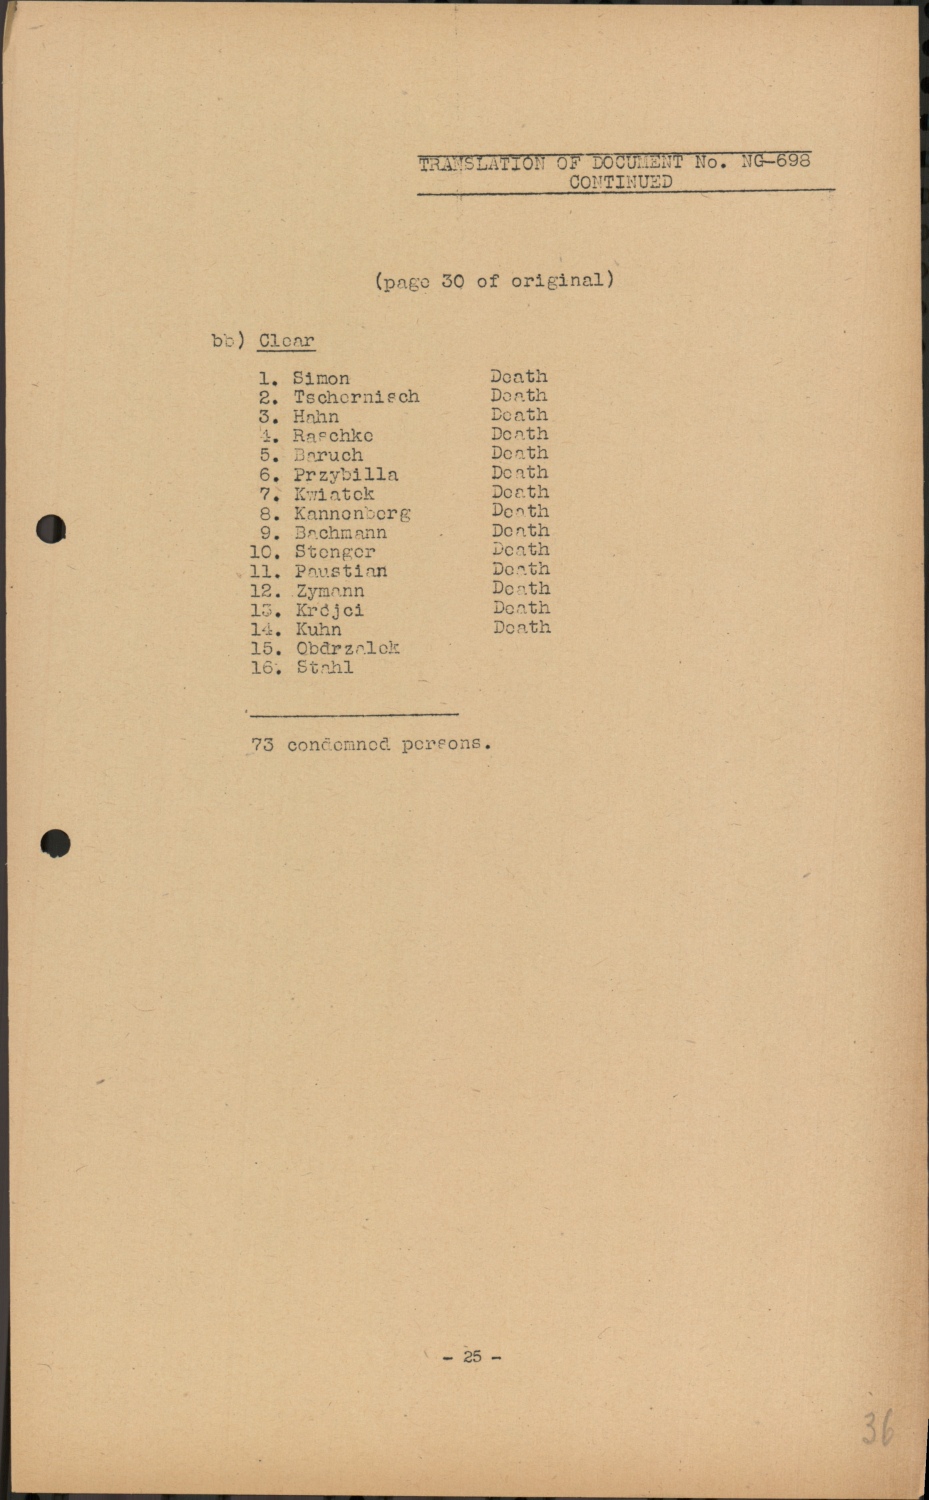 TRANSLATION OF DOCUMENT No. NG-698
CONTINUED
(page 30 of original)
bb) Clear
1. Simon Death
2. Tschernisch Death
3. Hahn Death
4. Raschke Death
5. Baruch Death
6. Przybilla Death
7. Kwiatek Death
8. Kannenberg Death
9. Bachmann Death
10. Stenger Death
11. Paustian Death
12. Zymann Death
13. Krejci Death
14. Kuhn Death
15. Obdrzalek
16. Stahl
73 condemned persons.
- 25 -
36